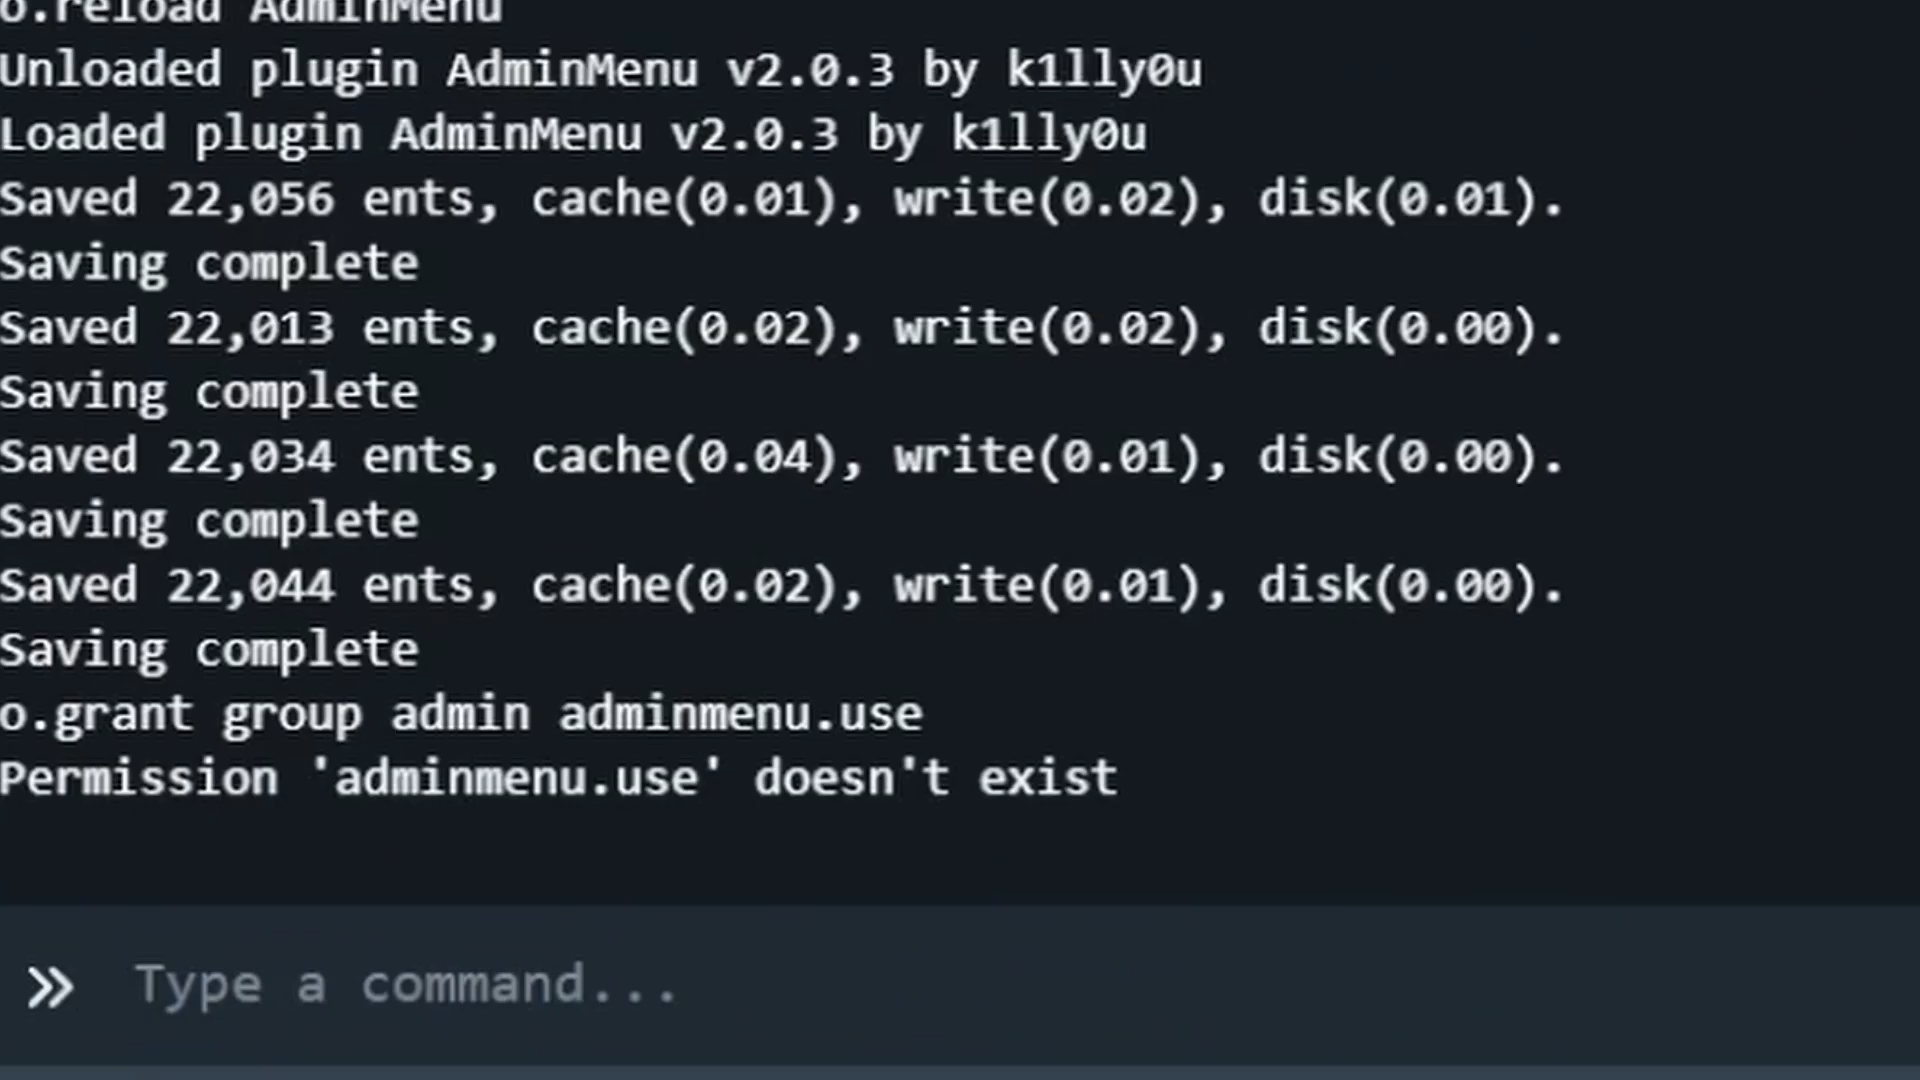 o.reload AdminMenu
Unloaded plugin AdminMenu v2.0.3 by k1lly0u
Loaded plugin AdminMenu v2.0.3 by k1lly0u
Saved 22,056 ents, cache(0.01), write(0.02), disk(0.01).
Saving complete
Saved 22,013 ents, cache(0.02), write(0.02), disk(0.00).
Saving complete
Saved 22,034 ents, cache(0.04), write(0.01), disk(0.00).
Saving complete
Saved 22,044 ents, cache(0.02), write(0.01), disk(0.00).
Saving complete
o.grant group admin adminmenu.use
Permission 'adminmenu.use' doesn't exist
» Type a command...